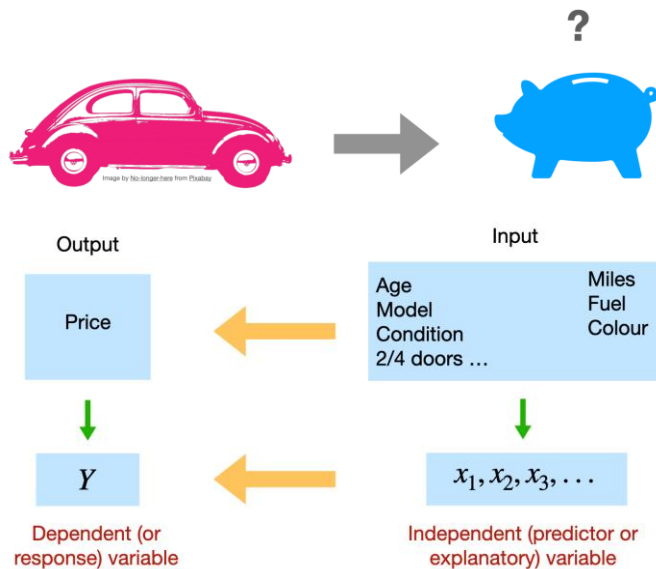 ?
Image by No-longer-here from Pixabay
Output
Input
Price
Age
Model
Condition
2/4 doors ...
Miles
Fuel
Colour
Y
x₁, x₂, x₃, . . .
Dependent (or
response) variable
Independent (predictor or
explanatory) variable